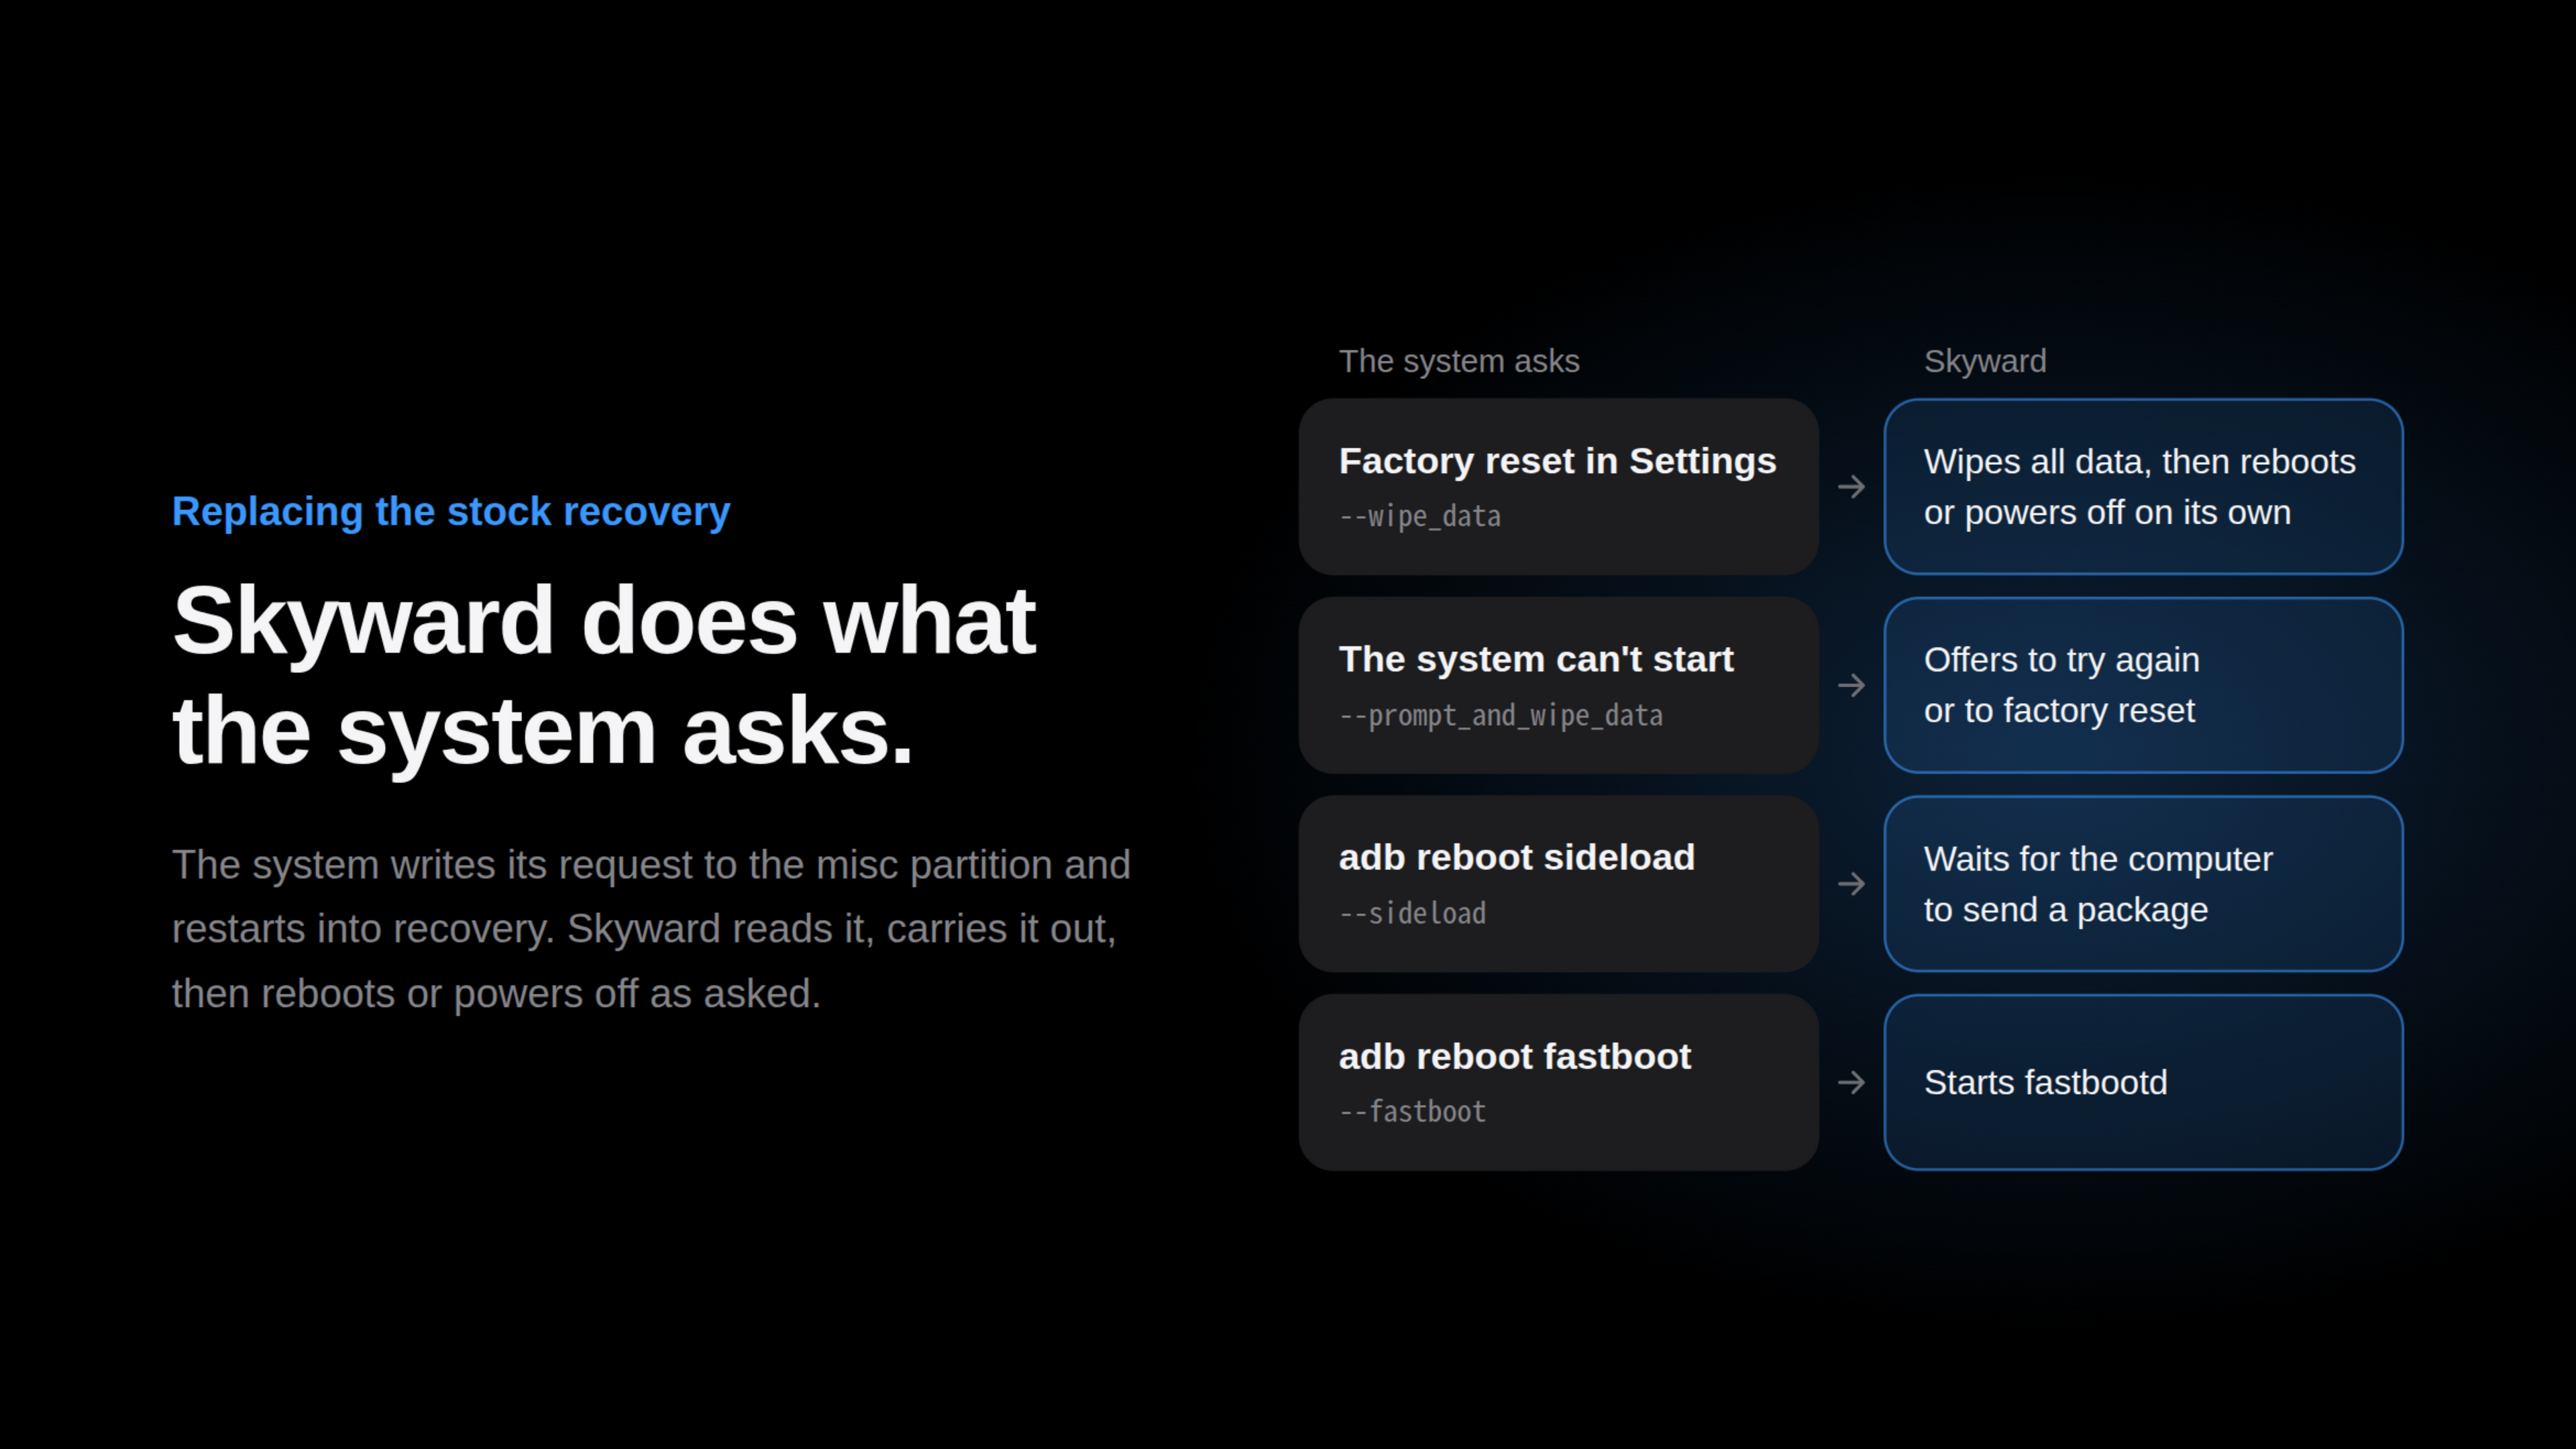 Replacing the stock recovery
Skyward does what
the system asks.
The system writes its request to the misc partition and
restarts into recovery. Skyward reads it, carries it out,
then reboots or powers off as asked.
The system asks
Skyward
Factory reset in Settings
--wipe_data
Wipes all data, then reboots
or powers off on its own
The system can't start
--prompt_and_wipe_data
Offers to try again
or to factory reset
adb reboot sideload
--sideload
Waits for the computer
to send a package
adb reboot fastboot
--fastboot
Starts fastbootd